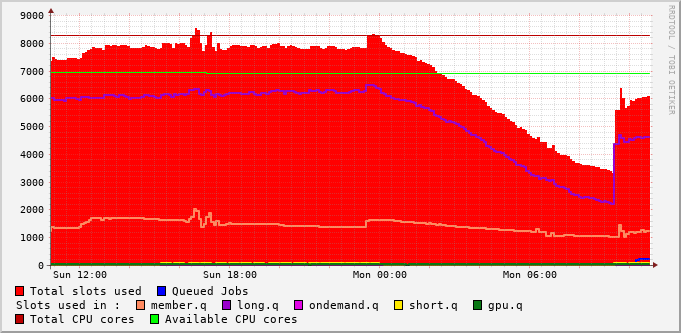 9000
8000
7000
6000
5000
4000
3000
2000
1000
0
Sun 12:00 Sun 18:00 Mon 00:00 Mon 06:00
RRDTOOL / TOBI OETIKER
Total slots used Queued Jobs
Slots used in : member.q long.q ondemand.q short.q gpu.q
Total CPU cores Available CPU cores